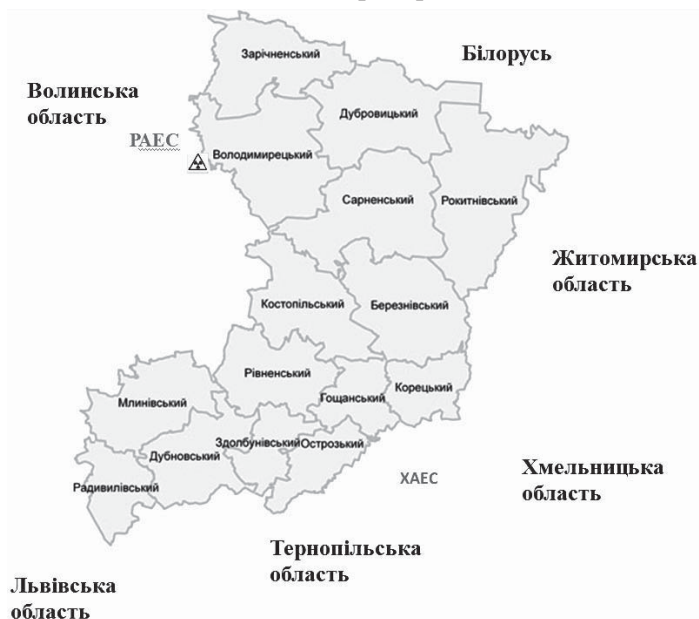 Зарічненський
Білорусь
Волинська
область
Дубровицький
РАЕС
Володимирецький
Сарненський
Рокитнівський
Житомирська
область
Костопільський
Березнівський
Рівненський
Корецький
Гощанський
Млинівський
Здолбунівський
Острозький
Дубновський
Радивилівський
ХАЕС
Хмельницька
область
Тернопільська
область
Львівська
область